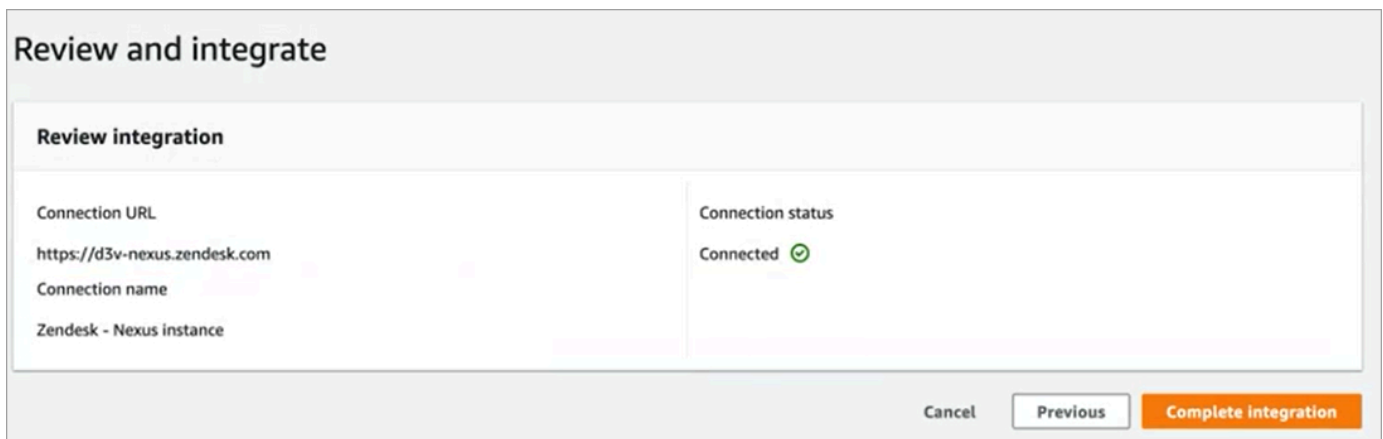 Review and integrate
Review integration
Connection URL
https://d3v-nexus.zendesk.com
Connection name
Zendesk - Nexus instance
Connection status
Connected
Cancel
Previous
Complete integration